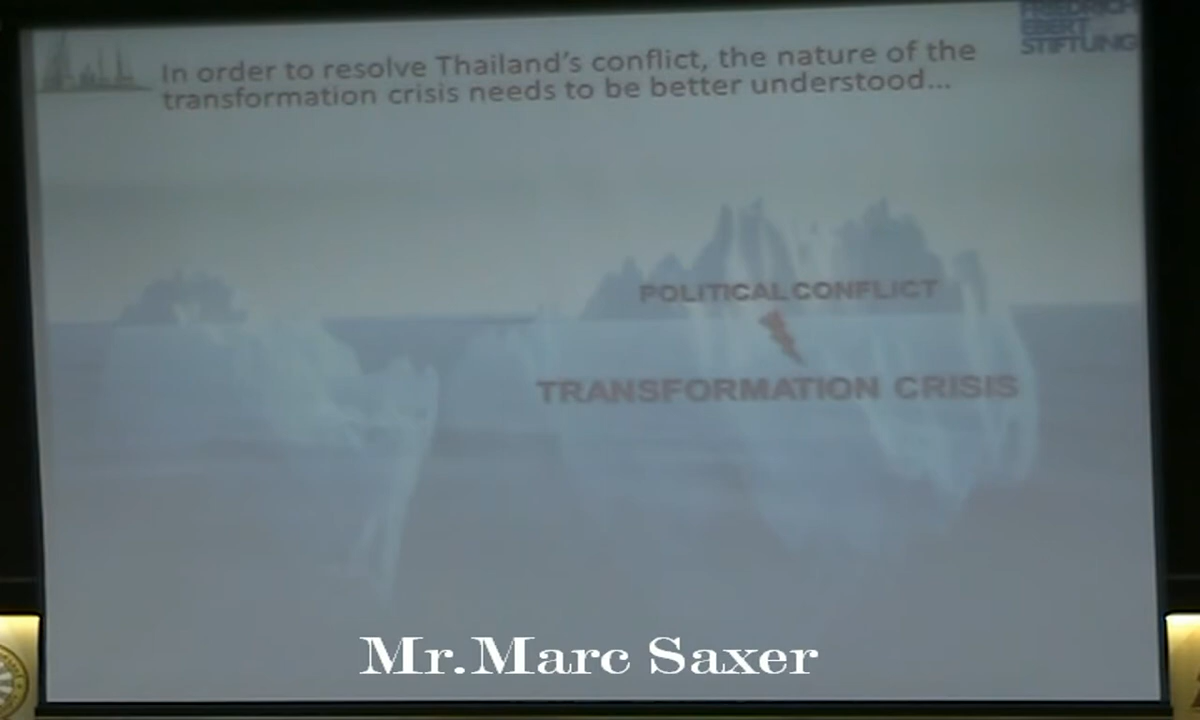 In order to resolve Thailand's conflict, the nature of the
transformation crisis needs to be better understood...
FRIEDRICH
EBERT
STIFTUNG
POLITICAL CONFLICT
TRANSFORMATION CRISIS
Mr.Marc Saxer